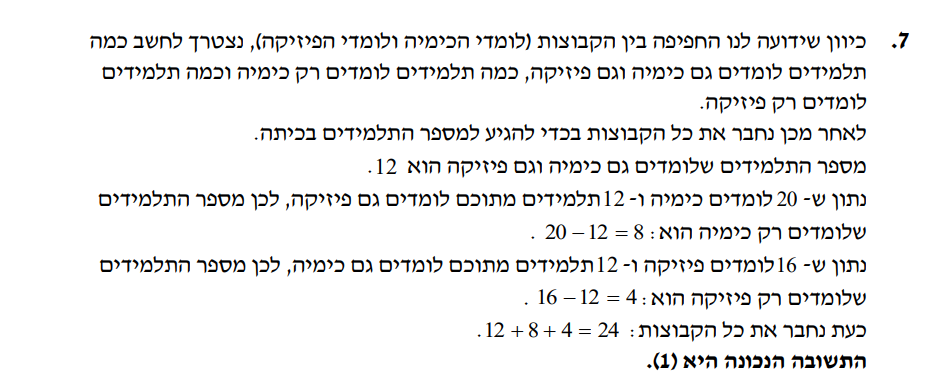 7. כיוון שידועה לנו החפיפה בין הקבוצות (לומדי הכימיה ולומדי הפיזיקה), נצטרך לחשב כמה
תלמידים לומדים גם כימיה וגם פיזיקה, כמה תלמידים לומדים רק כימיה וכמה תלמידים
לומדים רק פיזיקה.
לאחר מכן נחבר את כל הקבוצות בכדי להגיע למספר התלמידים בכיתה.
מספר התלמידים שלומדים גם כימיה וגם פיזיקה הוא 12.
נתון ש- 20 לומדים כימיה ו- 12 תלמידים מתוכם לומדים גם פיזיקה, לכן מספר התלמידים
שלומדים רק כימיה הוא: 20 − 12 = 8 .
נתון ש- 16 לומדים פיזיקה ו- 12 תלמידים מתוכם לומדים גם כימיה, לכן מספר התלמידים
שלומדים רק פיזיקה הוא: 16 − 12 = 4 .
כעת נחבר את כל הקבוצות: 12 + 8 + 4 = 24 .
התשובה הנכונה היא (1).